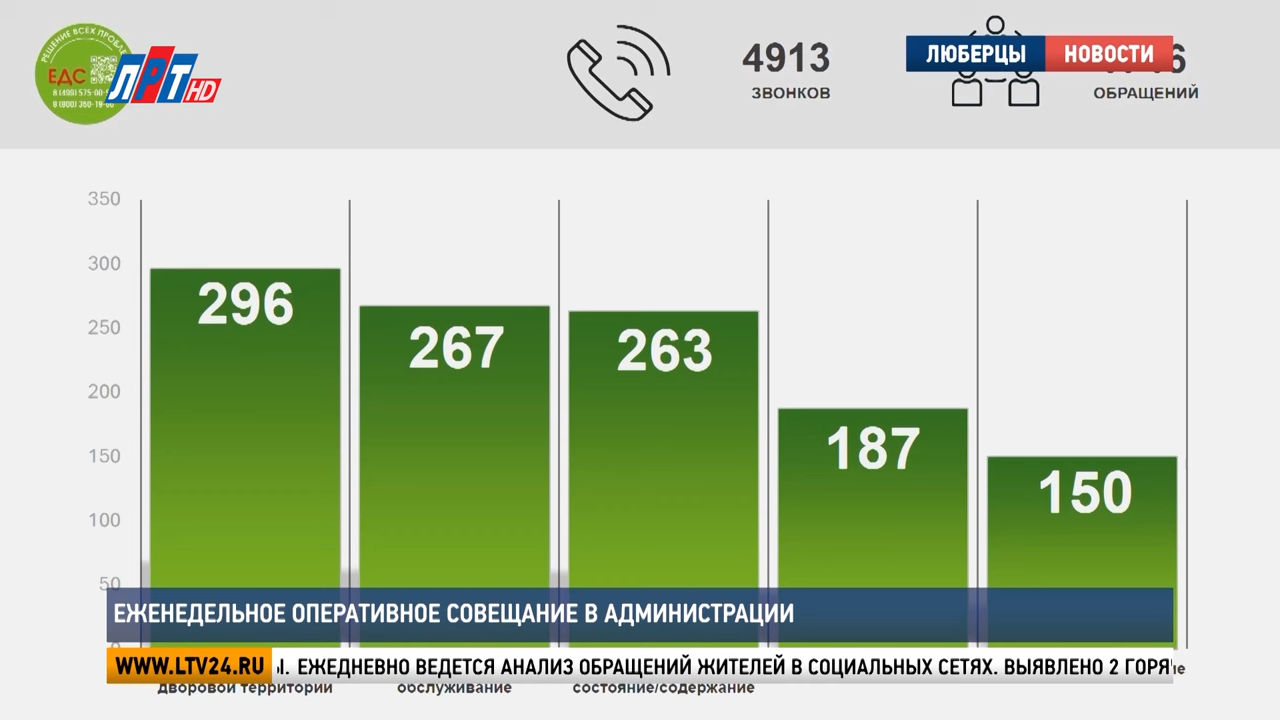 РЕШЕНИЕ ВСЕХ ПРОБЛЕМ
ЕДС
ЛРТ HD
4913
ЗВОНКОВ
ЛЮБЕРЦЫ НОВОСТИ
ОБРАЩЕНИЙ
350
300
250
200
150
100
50
296
267
263
187
150
ЕЖЕНЕДЕЛЬНОЕ ОПЕРАТИВНОЕ СОВЕЩАНИЕ В АДМИНИСТРАЦИИ
WWW.LTV24.RU Ы. ЕЖЕДНЕВНО ВЕДЕТСЯ АНАЛИЗ ОБРАЩЕНИЙ ЖИТЕЛЕЙ В СОЦИАЛЬНЫХ СЕТЯХ. ВЫЯВЛЕНО 2 ГОРЯ
дворовой территории
обслуживание
состояние/содержание